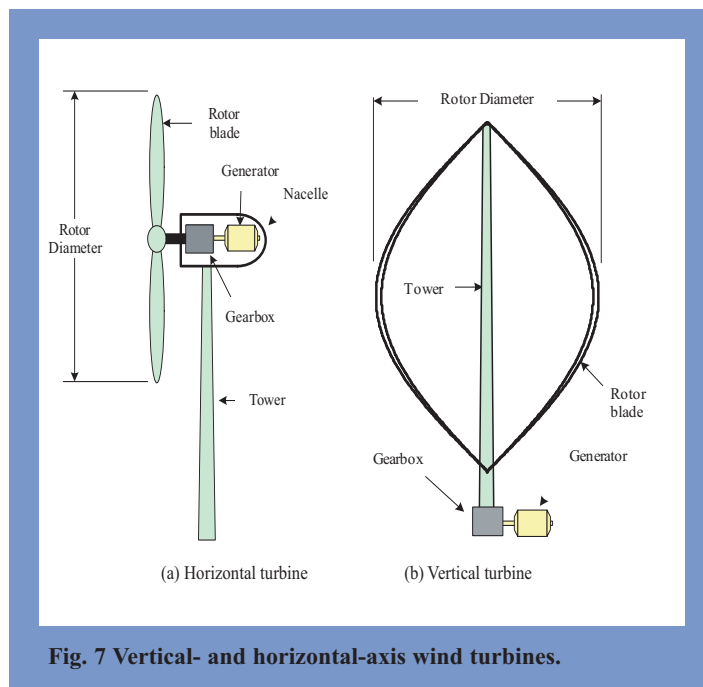 Rotor
blade
Generator
Nacelle
Rotor
Diameter
Gearbox
Tower
(a) Horizontal turbine
Rotor Diameter
Tower
Rotor
blade
Gearbox
Generator
(b) Vertical turbine
Fig. 7 Vertical- and horizontal-axis wind turbines.